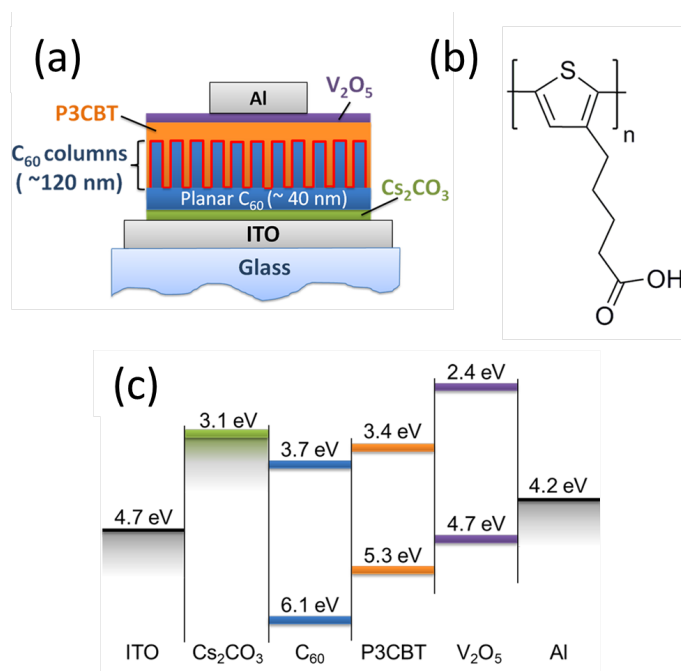 (a)
Al
V₂O₅
P3CBT
C₆₀ columns
( ~120 nm)
Planar C₆₀ (~ 40 nm)
Cs₂CO₃
ITO
Glass
(b)
S
n
OH
O
(c)
2.4 eV
3.1 eV
3.7 eV
3.4 eV
4.2 eV
4.7 eV
4.7 eV
5.3 eV
6.1 eV
ITO Cs₂CO₃ C₆₀ P3CBT V₂O₅ Al